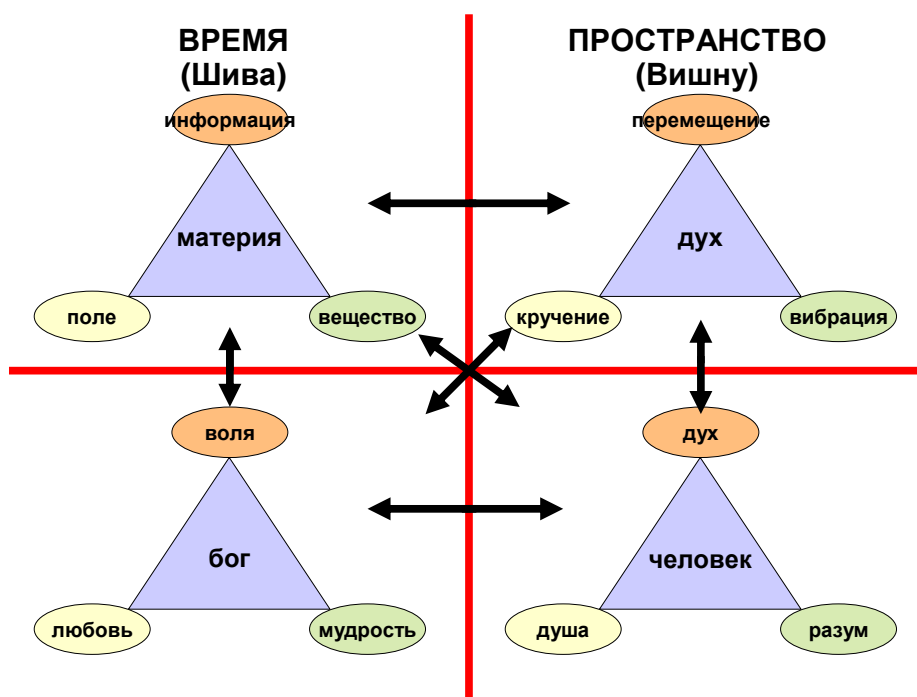 ВРЕМЯ
(Шива)
ПРОСТРАНСТВО
(Вишну)
информация
перемещение
материя
дух
поле
вещество
кручение
вибрация
воля
дух
бог
человек
любовь
мудрость
душа
разум